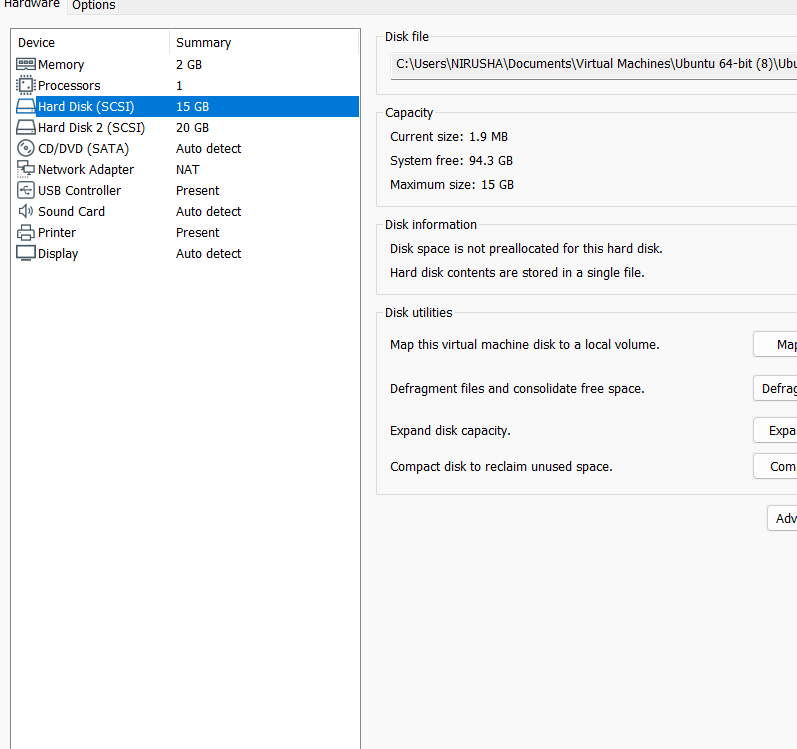 Hardware Options
Device Summary
Memory 2 GB
Processors 1
Hard Disk (SCSI) 15 GB
Hard Disk 2 (SCSI) 20 GB
CD/DVD (SATA) Auto detect
Network Adapter NAT
USB Controller Present
Sound Card Auto detect
Printer Present
Display Auto detect
Disk file
C:\Users\NIRUSHA\Documents\Virtual Machines\Ubuntu 64-bit (8)\Ubu
Capacity
Current size: 1.9 MB
System free: 94.3 GB
Maximum size: 15 GB
Disk information
Disk space is not preallocated for this hard disk.
Hard disk contents are stored in a single file.
Disk utilities
Map this virtual machine disk to a local volume. Map
Defragment files and consolidate free space. Defrag
Expand disk capacity. Expa
Compact disk to reclaim unused space. Com
Adv